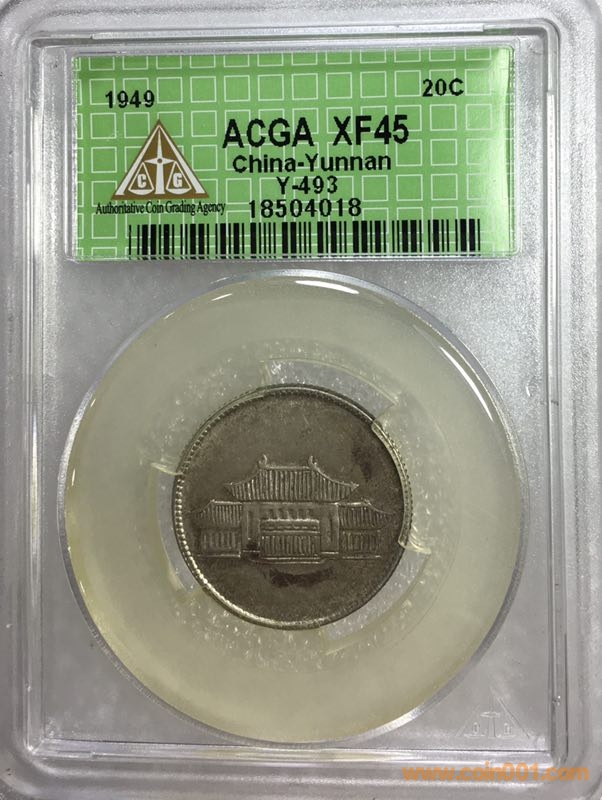 1949
20C
ACGA XF45
China-Yunnan
Y-493
18504018
C G
Authoritative Coin Grading Agency
www.coin001.com